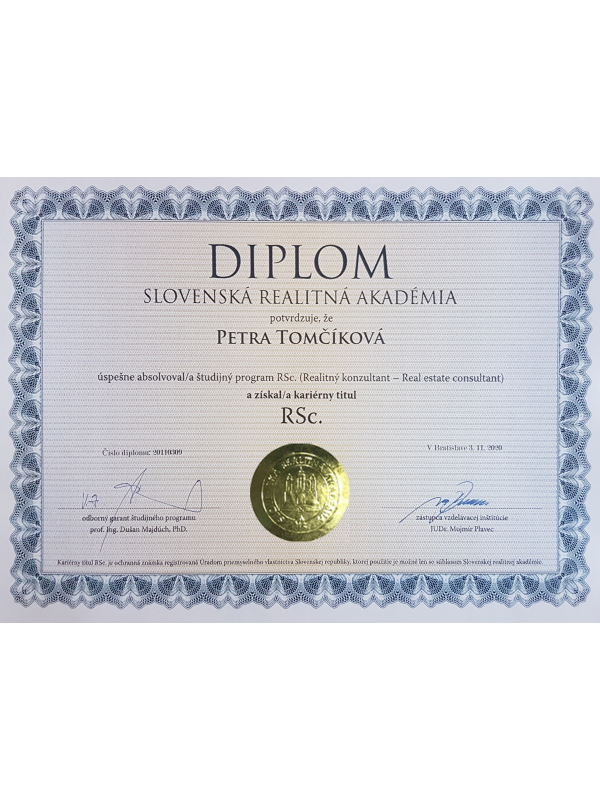 DIPLOM
SLOVENSKÁ REALITNÁ AKADÉMIA
potvrdzuje, že
PETRA TOMČÍKOVÁ
úspešne absolvoval/a študijný program RSc. (Realitný konzultant – Real estate consultant)
a získal/a kariérny titul
RSc.
Číslo diplomu: 20110309
V Bratislave 3. 11. 2020
odborný garant študijného programu
prof. Ing. Dušan Majdúch, PhD.
zástupca vzdelávacej inštitúcie
JUDr. Mojmír Plavec
Kariérny titul RSc. je ochranná známka registrovaná Úradom priemyselného vlastníctva Slovenskej republiky, ktorej použitie je možné len so súhlasom Slovenskej realitnej akadémie.